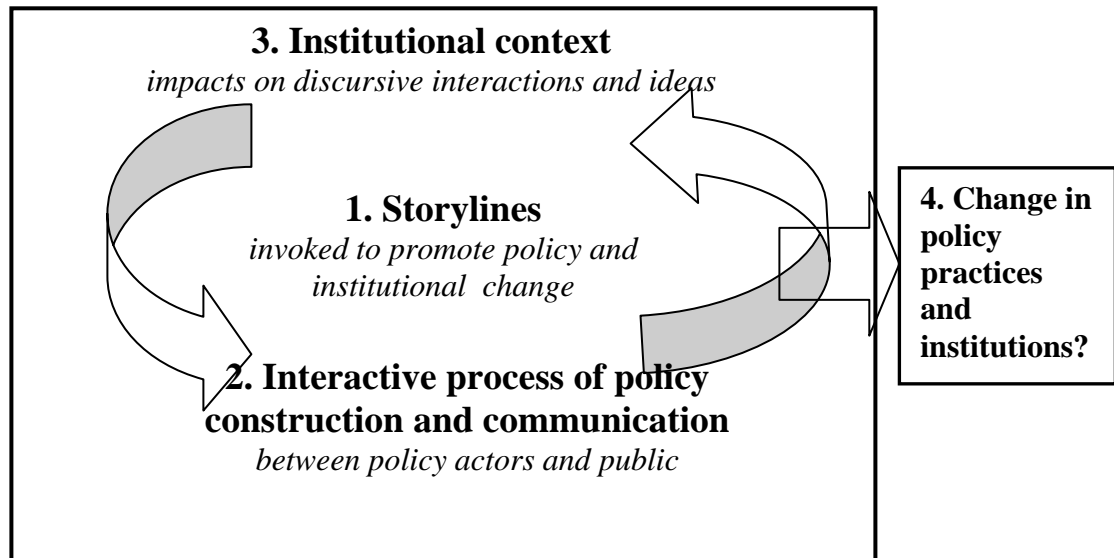 3. Institutional context
impacts on discursive interactions and ideas
1. Storylines
invoked to promote policy and
institutional change
2. Interactive process of policy
construction and communication
between policy actors and public
4. Change in
policy
practices
and
institutions?